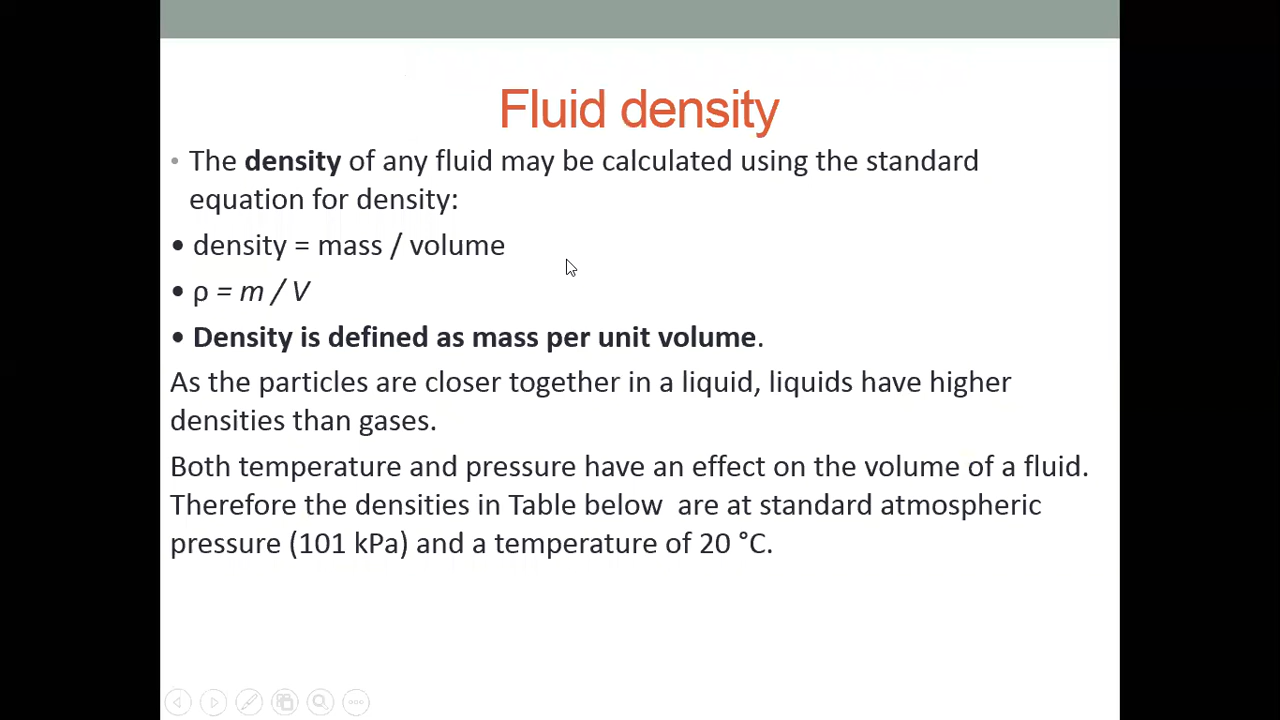 Fluid density
• The density of any fluid may be calculated using the standard
equation for density:
• density = mass / volume
• ρ = m / V
• Density is defined as mass per unit volume.
As the particles are closer together in a liquid, liquids have higher
densities than gases.
Both temperature and pressure have an effect on the volume of a fluid.
Therefore the densities in Table below  are at standard atmospheric
pressure (101 kPa) and a temperature of 20 °C.